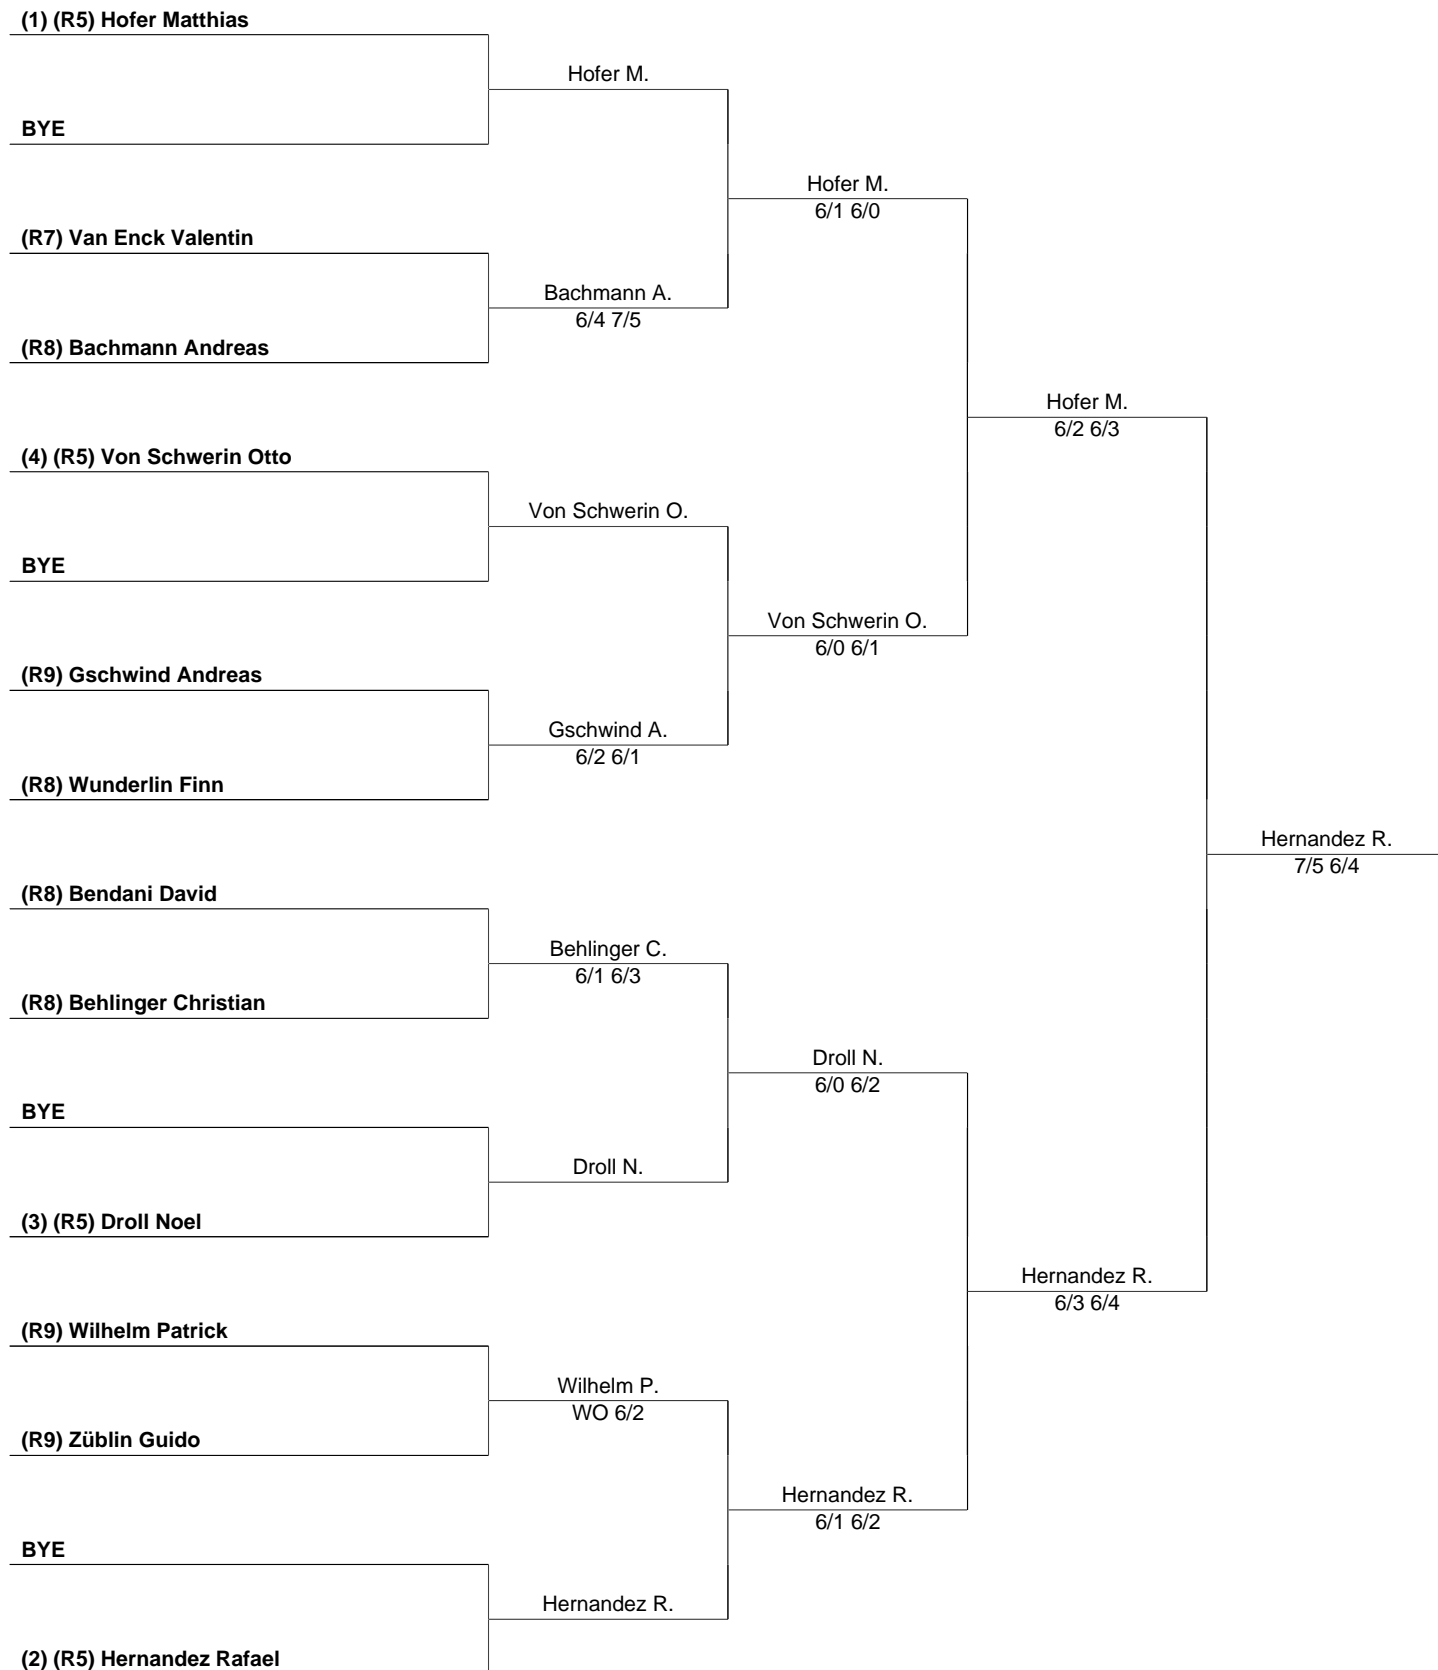 (1) (R5) Hofer Matthias
Hofer M.
BYE
Hofer M.
6/1 6/0
(R7) Van Enck Valentin
Bachmann A.
6/4 7/5
(R8) Bachmann Andreas
Hofer M.
6/2 6/3
(4) (R5) Von Schwerin Otto
Von Schwerin O.
BYE
Von Schwerin O.
6/0 6/1
(R9) Gschwind Andreas
Gschwind A.
6/2 6/1
(R8) Wunderlin Finn
Hernandez R.
7/5 6/4
(R8) Bendani David
Behlinger C.
6/1 6/3
(R8) Behlinger Christian
Droll N.
6/0 6/2
BYE
Droll N.
(3) (R5) Droll Noel
Hernandez R.
6/3 6/4
(R9) Wilhelm Patrick
Wilhelm P.
WO 6/2
(R9) Züblin Guido
Hernandez R.
6/1 6/2
BYE
Hernandez R.
(2) (R5) Hernandez Rafael